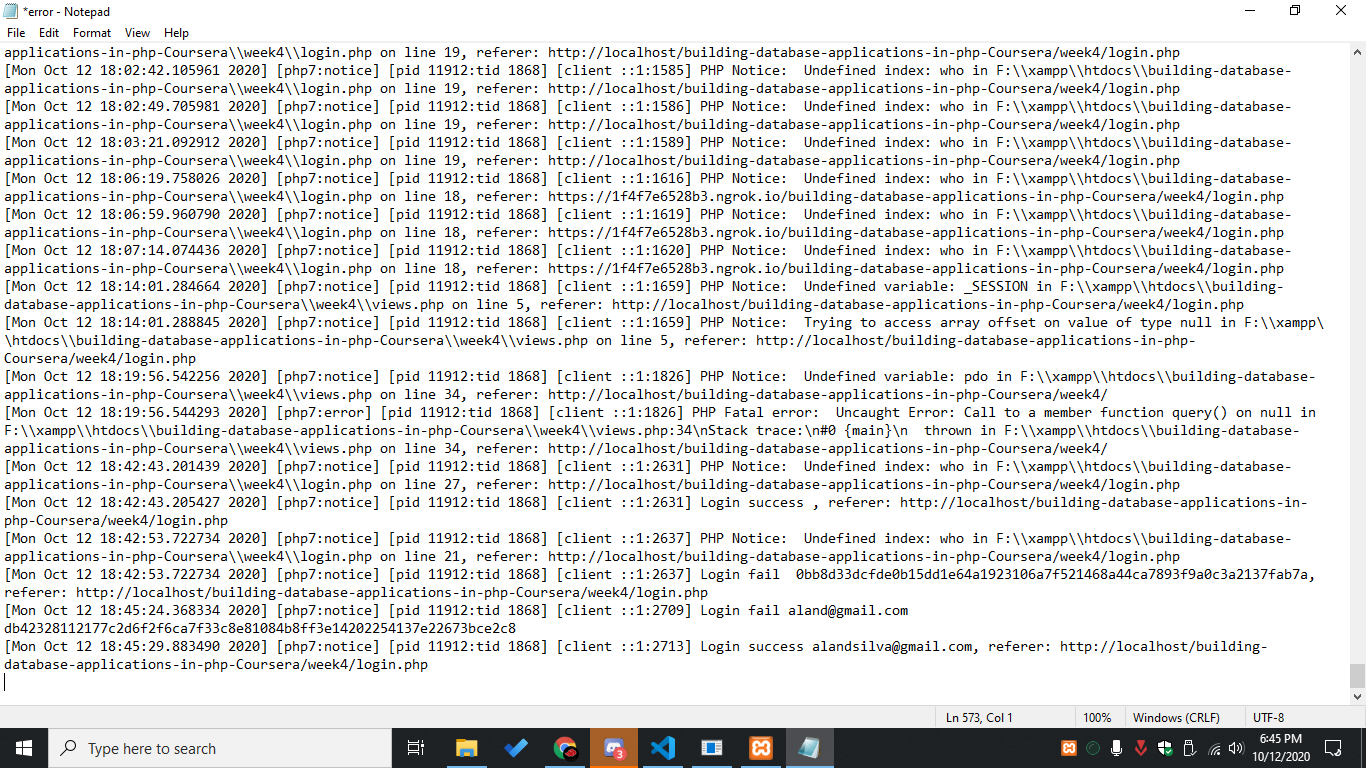 *error - Notepad
File Edit Format View Help
applications-in-php-Coursera\\week4\\login.php on line 19, referer: http://localhost/building-database-applications-in-php-Coursera/week4/login.php
[Mon Oct 12 18:02:42.105961 2020] [php7:notice] [pid 11912:tid 1868] [client ::1:1585] PHP Notice:  Undefined index: who in F:\\xampp\\htdocs\\building-database-
applications-in-php-Coursera\\week4\\login.php on line 19, referer: http://localhost/building-database-applications-in-php-Coursera/week4/login.php
[Mon Oct 12 18:02:49.705981 2020] [php7:notice] [pid 11912:tid 1868] [client ::1:1586] PHP Notice:  Undefined index: who in F:\\xampp\\htdocs\\building-database-
applications-in-php-Coursera\\week4\\login.php on line 19, referer: http://localhost/building-database-applications-in-php-Coursera/week4/login.php
[Mon Oct 12 18:03:21.092912 2020] [php7:notice] [pid 11912:tid 1868] [client ::1:1589] PHP Notice:  Undefined index: who in F:\\xampp\\htdocs\\building-database-
applications-in-php-Coursera\\week4\\login.php on line 19, referer: http://localhost/building-database-applications-in-php-Coursera/week4/login.php
[Mon Oct 12 18:06:19.758026 2020] [php7:notice] [pid 11912:tid 1868] [client ::1:1616] PHP Notice:  Undefined index: who in F:\\xampp\\htdocs\\building-database-
applications-in-php-Coursera\\week4\\login.php on line 18, referer: https://1f4f7e6528b3.ngrok.io/building-database-applications-in-php-Coursera/week4/login.php
[Mon Oct 12 18:06:59.960790 2020] [php7:notice] [pid 11912:tid 1868] [client ::1:1619] PHP Notice:  Undefined index: who in F:\\xampp\\htdocs\\building-database-
applications-in-php-Coursera\\week4\\login.php on line 18, referer: https://1f4f7e6528b3.ngrok.io/building-database-applications-in-php-Coursera/week4/login.php
[Mon Oct 12 18:07:14.074436 2020] [php7:notice] [pid 11912:tid 1868] [client ::1:1620] PHP Notice:  Undefined index: who in F:\\xampp\\htdocs\\building-database-
applications-in-php-Coursera\\week4\\login.php on line 18, referer: https://1f4f7e6528b3.ngrok.io/building-database-applications-in-php-Coursera/week4/login.php
[Mon Oct 12 18:14:01.284664 2020] [php7:notice] [pid 11912:tid 1868] [client ::1:1659] PHP Notice:  Undefined variable: _SESSION in F:\\xampp\\htdocs\\building-
database-applications-in-php-Coursera\\week4\\views.php on line 5, referer: http://localhost/building-database-applications-in-php-Coursera/week4/login.php
[Mon Oct 12 18:14:01.288845 2020] [php7:notice] [pid 11912:tid 1868] [client ::1:1659] PHP Notice:  Trying to access array offset on value of type null in F:\\xampp\
\htdocs\\building-database-applications-in-php-Coursera\\week4\\views.php on line 5, referer: http://localhost/building-database-applications-in-php-
Coursera/week4/login.php
[Mon Oct 12 18:19:56.542256 2020] [php7:notice] [pid 11912:tid 1868] [client ::1:1826] PHP Notice:  Undefined variable: pdo in F:\\xampp\\htdocs\\building-database-
applications-in-php-Coursera\\week4\\views.php on line 34, referer: http://localhost/building-database-applications-in-php-Coursera/week4/
[Mon Oct 12 18:19:56.544293 2020] [php7:error] [pid 11912:tid 1868] [client ::1:1826] PHP Fatal error:  Uncaught Error: Call to a member function query() on null in
F:\\xampp\\htdocs\\building-database-applications-in-php-Coursera\\week4\\views.php:34\nStack trace:\n#0 {main}\n  thrown in F:\\xampp\\htdocs\\building-database-
applications-in-php-Coursera\\week4\\views.php on line 34, referer: http://localhost/building-database-applications-in-php-Coursera/week4/
[Mon Oct 12 18:42:43.201439 2020] [php7:notice] [pid 11912:tid 1868] [client ::1:2631] PHP Notice:  Undefined index: who in F:\\xampp\\htdocs\\building-database-
applications-in-php-Coursera\\week4\\login.php on line 27, referer: http://localhost/building-database-applications-in-php-Coursera/week4/login.php
[Mon Oct 12 18:42:43.205427 2020] [php7:notice] [pid 11912:tid 1868] [client ::1:2631] Login success , referer: http://localhost/building-database-applications-in-
php-Coursera/week4/login.php
[Mon Oct 12 18:42:53.722734 2020] [php7:notice] [pid 11912:tid 1868] [client ::1:2637] PHP Notice:  Undefined index: who in F:\\xampp\\htdocs\\building-database-
applications-in-php-Coursera\\week4\\login.php on line 21, referer: http://localhost/building-database-applications-in-php-Coursera/week4/login.php
[Mon Oct 12 18:42:53.722734 2020] [php7:notice] [pid 11912:tid 1868] [client ::1:2637] Login fail  0bb8d33dcfde0b15dd1e64a1923106a7f521468a44ca7893f9a0c3a2137fab7a,
referer: http://localhost/building-database-applications-in-php-Coursera/week4/login.php
[Mon Oct 12 18:45:24.368334 2020] [php7:notice] [pid 11912:tid 1868] [client ::1:2709] Login fail aland@gmail.com
db42328112177c2d6f2f6ca7f33c8e81084b8ff3e14202254137e22673bce2c8
[Mon Oct 12 18:45:29.883490 2020] [php7:notice] [pid 11912:tid 1868] [client ::1:2713] Login success alandsilva@gmail.com, referer: http://localhost/building-
database-applications-in-php-Coursera/week4/login.php
Ln 573, Col 1 100% Windows (CRLF) UTF-8
Type here to search
3
6:45 PM
10/12/2020